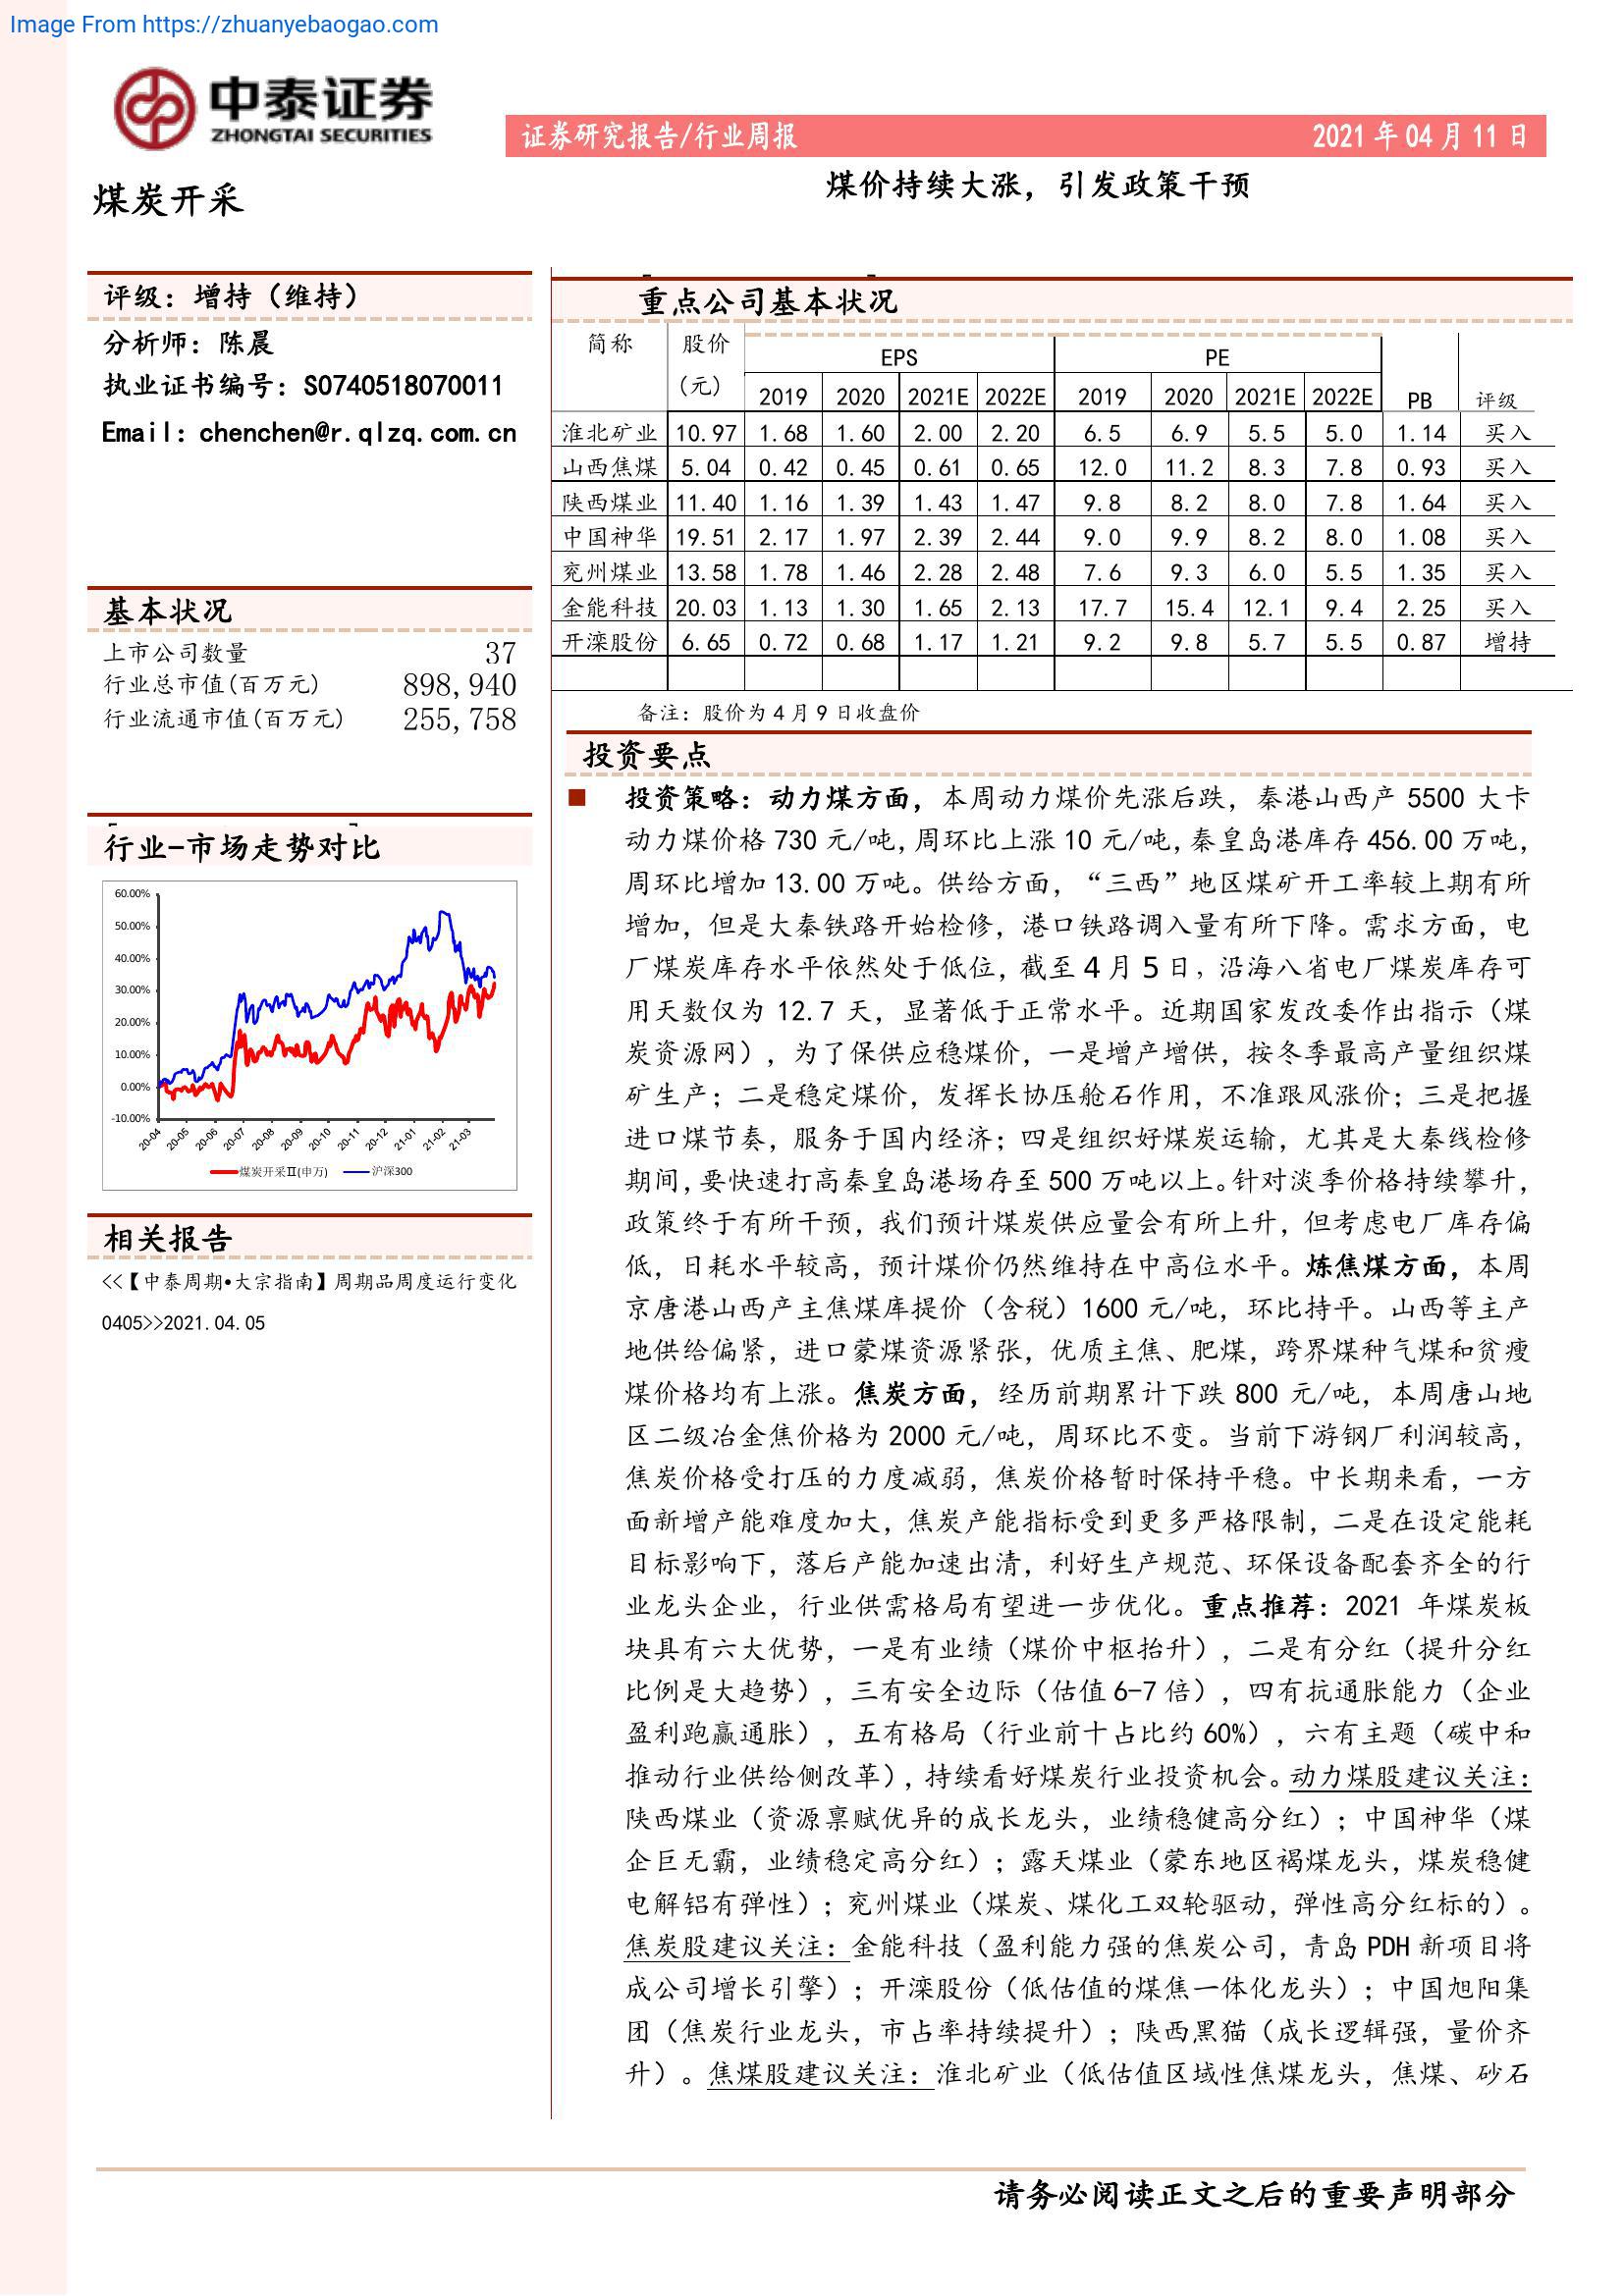 Image From https://zhuanyebaogao.com
中泰证券
ZHONGTAI SECURITIES
证券研究报告/行业周报 2021 年 04 月 11 日
煤炭开采
煤价持续大涨，引发政策干预
评级：增持（维持）
分析师：陈晨
执业证书编号：S0740518070011
Email：chenchen@r.qlzq.com.cn
基本状况
上市公司数量 37
行业总市值(百万元) 898,940
行业流通市值(百万元) 255,758
行业-市场走势对比
60.00%
50.00%
40.00%
30.00%
20.00%
10.00%
0.00%
-10.00%
20-04 20-05 20-06 20-07 20-08 20-09 20-10 20-11 20-12 21-01 21-02 21-03
煤炭开采Ⅱ(申万) 沪深300
相关报告
<<【中泰周期•大宗指南】周期品周度运行变化
0405>>2021.04.05
重点公司基本状况
简称 股价 EPS PE
(元) 2019 2020 2021E 2022E 2019 2020 2021E 2022E PB 评级
淮北矿业 10.97 1.68 1.60 2.00 2.20 6.5 6.9 5.5 5.0 1.14 买入
山西焦煤 5.04 0.42 0.45 0.61 0.65 12.0 11.2 8.3 7.8 0.93 买入
陕西煤业 11.40 1.16 1.39 1.43 1.47 9.8 8.2 8.0 7.8 1.64 买入
中国神华 19.51 2.17 1.97 2.39 2.44 9.0 9.9 8.2 8.0 1.08 买入
兖州煤业 13.58 1.78 1.46 2.28 2.48 7.6 9.3 6.0 5.5 1.35 买入
金能科技 20.03 1.13 1.30 1.65 2.13 17.7 15.4 12.1 9.4 2.25 买入
开滦股份 6.65 0.72 0.68 1.17 1.21 9.2 9.8 5.7 5.5 0.87 增持
备注：股价为 4 月 9 日收盘价
投资要点
投资策略：动力煤方面，本周动力煤价先涨后跌，秦港山西产 5500 大卡
动力煤价格 730 元/吨,周环比上涨 10 元/吨,秦皇岛港库存 456.00 万吨,
周环比增加 13.00 万吨。供给方面，“三西”地区煤矿开工率较上期有所
增加，但是大秦铁路开始检修，港口铁路调入量有所下降。需求方面，电
厂煤炭库存水平依然处于低位，截至 4 月 5 日，沿海八省电厂煤炭库存可
用天数仅为 12.7 天，显著低于正常水平。近期国家发改委作出指示（煤
炭资源网），为了保供应稳煤价，一是增产增供，按冬季最高产量组织煤
矿生产；二是稳定煤价，发挥长协压舱石作用，不准跟风涨价；三是把握
进口煤节奏，服务于国内经济；四是组织好煤炭运输，尤其是大秦线检修
期间,要快速打高秦皇岛港场存至 500 万吨以上。针对淡季价格持续攀升，
政策终于有所干预，我们预计煤炭供应量会有所上升，但考虑电厂库存偏
低，日耗水平较高，预计煤价仍然维持在中高位水平。炼焦煤方面，本周
京唐港山西产主焦煤库提价（含税）1600 元/吨，环比持平。山西等主产
地供给偏紧，进口蒙煤资源紧张，优质主焦、肥煤，跨界煤种气煤和贫瘦
煤价格均有上涨。焦炭方面，经历前期累计下跌 800 元/吨，本周唐山地
区二级冶金焦价格为 2000 元/吨，周环比不变。当前下游钢厂利润较高，
焦炭价格受打压的力度减弱，焦炭价格暂时保持平稳。中长期来看，一方
面新增产能难度加大，焦炭产能指标受到更多严格限制，二是在设定能耗
目标影响下，落后产能加速出清，利好生产规范、环保设备配套齐全的行
业龙头企业，行业供需格局有望进一步优化。重点推荐：2021 年煤炭板
块具有六大优势，一是有业绩（煤价中枢抬升），二是有分红（提升分红
比例是大趋势），三有安全边际（估值 6-7 倍），四有抗通胀能力（企业
盈利跑赢通胀），五有格局（行业前十占比约 60%），六有主题（碳中和
推动行业供给侧改革）,持续看好煤炭行业投资机会。动力煤股建议关注：
陕西煤业（资源禀赋优异的成长龙头，业绩稳健高分红）；中国神华（煤
企巨无霸，业绩稳定高分红）；露天煤业（蒙东地区褐煤龙头，煤炭稳健
电解铝有弹性）；兖州煤业（煤炭、煤化工双轮驱动，弹性高分红标的）。
焦炭股建议关注：金能科技（盈利能力强的焦炭公司，青岛 PDH 新项目将
成公司增长引擎）；开滦股份（低估值的煤焦一体化龙头）；中国旭阳集
团（焦炭行业龙头，市占率持续提升）；陕西黑猫（成长逻辑强，量价齐
升）。焦煤股建议关注：淮北矿业（低估值区域性焦煤龙头，焦煤、砂石
请务必阅读正文之后的重要声明部分